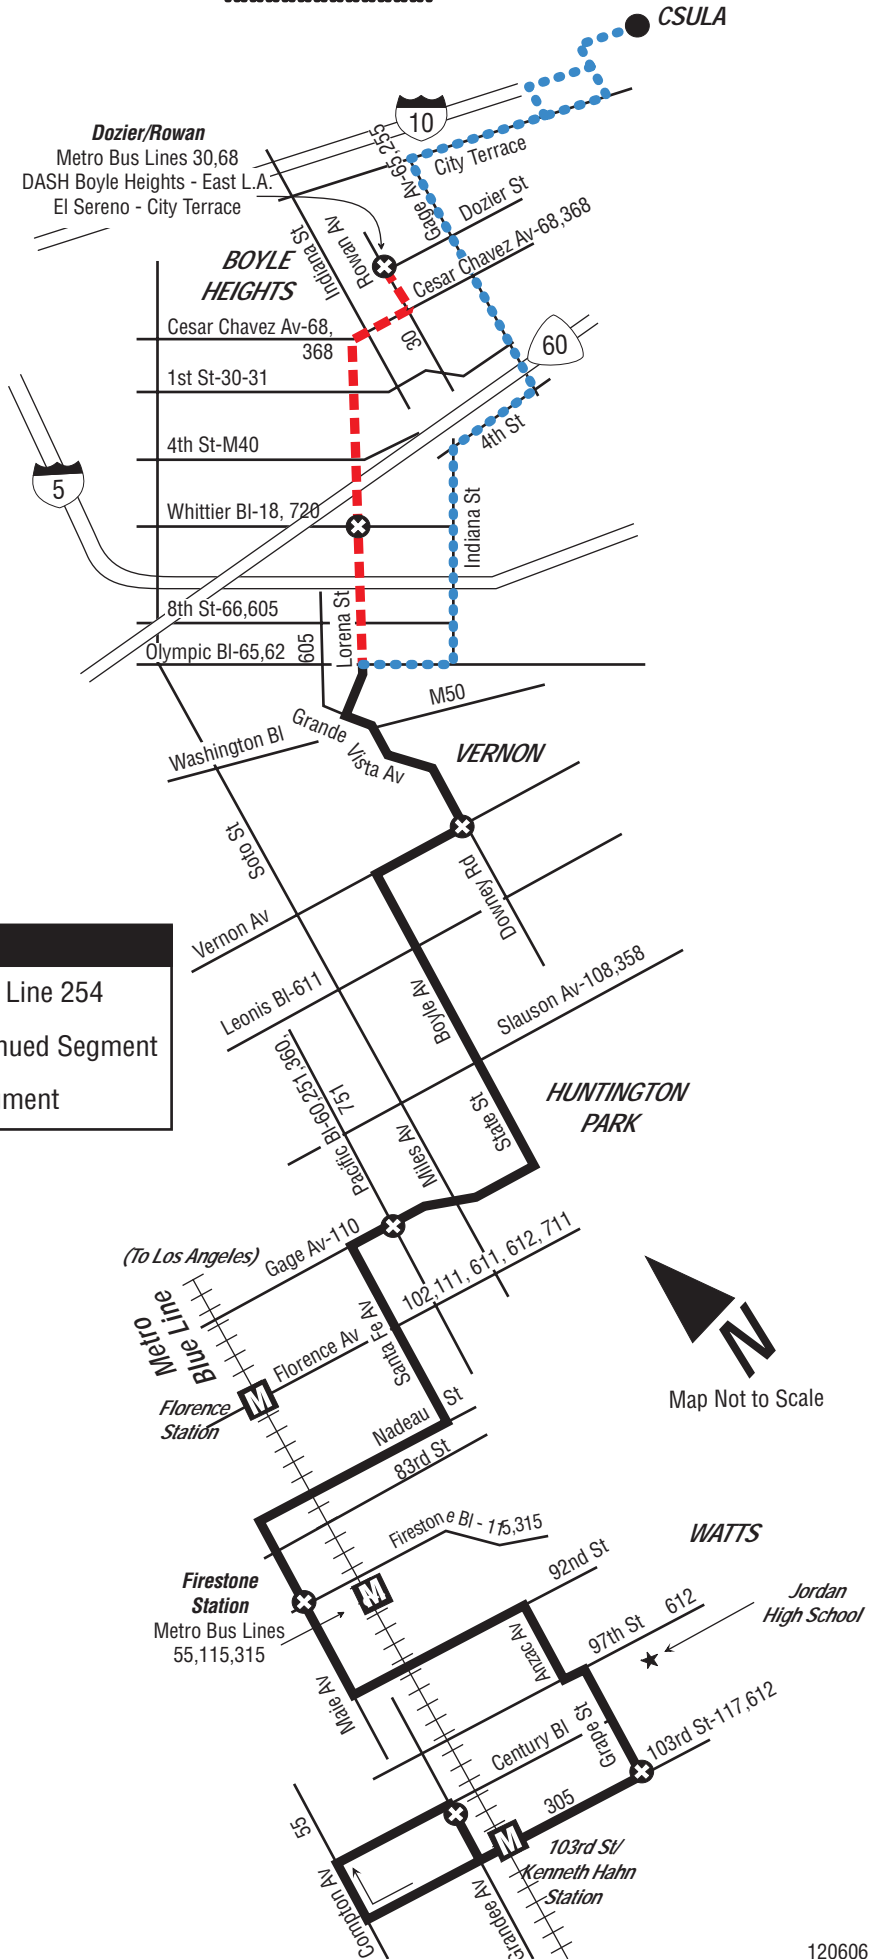 CSULA
10
Dozier/Rowan
Metro Bus Lines 30,68
DASH Boyle Heights - East L.A.
El Sereno - City Terrace
City Terrace
Gage Av-65,255
Dozier St
Rowan Av
Indiana St
Cesar Chavez Av-68,368
BOYLE
HEIGHTS
Cesar Chavez Av-68,
368
30
60
1st St-30-31
4th St-M40
4th St
5
Whittier Bl-18, 720
Indiana St
8th St-66,605
605
Lorena St
Olympic Bl-65,62
M50
Grande
Vista Av
Washington Bl
VERNON
Soto St
Downey Rd
Vernon Av
Line 254
nued Segment
ment
Leonis Bl-611
Boyle Av
Slauson Av-108,358
Pacific Bl-60,251,360,
751
Miles Av
State St
HUNTINGTON
PARK
(To Los Angeles)
Gage Av-110
102,111, 611, 612, 711
Metro
Blue Line
Santa Fe Av
Florence Av
M
Florence
Station
N
Map Not to Scale
Nadeau St
83rd St
Firestone Bl - 115,315
WATTS
92nd St
Firestone
Station
Metro Bus Lines
55,115,315
M
Jordan
High School
97th St
612
Anzac Av
Maie Av
Grape St
Century Bl
103rd St-117,612
305
55
M
103rd St/
Kenneth Hahn
Station
Compton Av
Grandee Av
120606